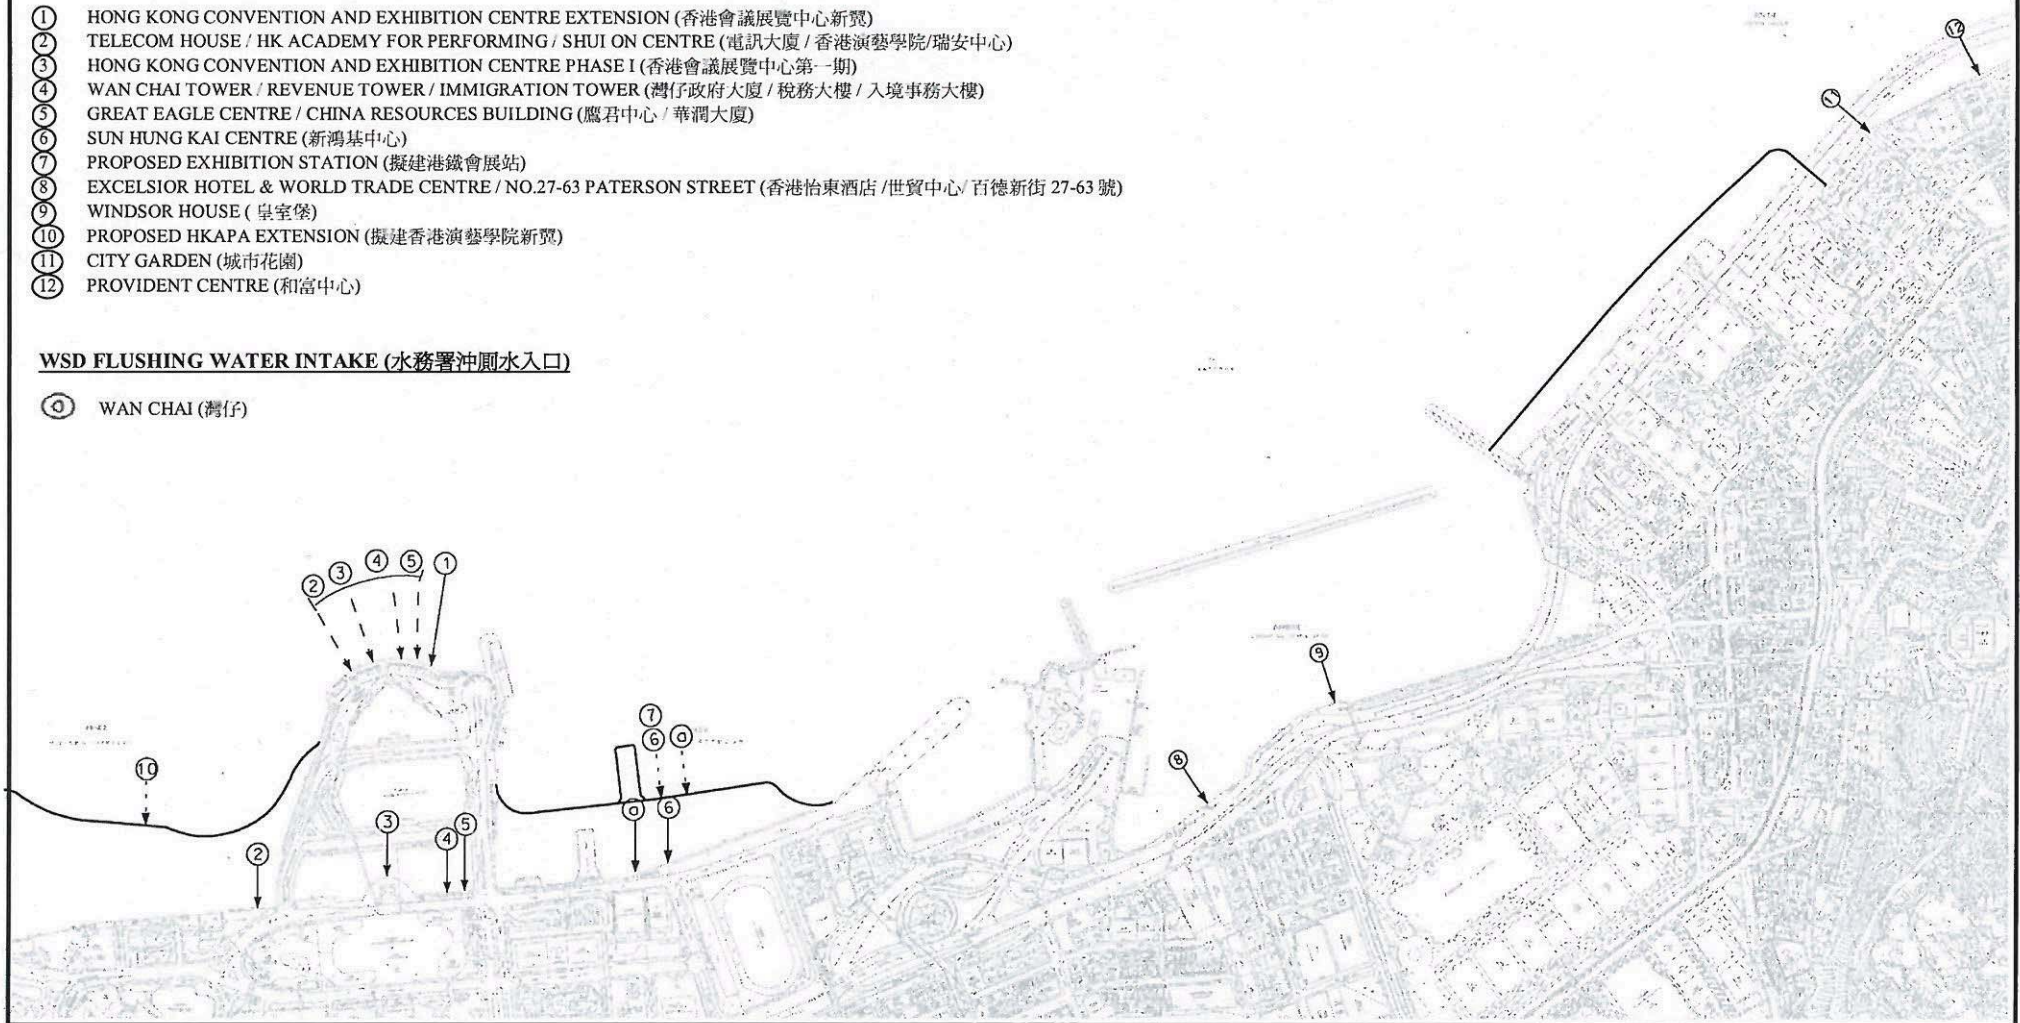 ① HONG KONG CONVENTION AND EXHIBITION CENTRE EXTENSION (香港會議展覽中心新翼)
② TELECOM HOUSE / HK ACADEMY FOR PERFORMING / SHUI ON CENTRE (電訊大廈 / 香港演藝學院/瑞安中心)
③ HONG KONG CONVENTION AND EXHIBITION CENTRE PHASE I (香港會議展覽中心第一期)
④ WAN CHAI TOWER / REVENUE TOWER / IMMIGRATION TOWER (灣仔政府大廈 / 稅務大樓 / 入境事務大樓)
⑤ GREAT EAGLE CENTRE / CHINA RESOURCES BUILDING (鷹君中心 / 華潤大廈)
⑥ SUN HUNG KAI CENTRE (新鴻基中心)
⑦ PROPOSED EXHIBITION STATION (擬建港鐵會展站)
⑧ EXCELSIOR HOTEL & WORLD TRADE CENTRE / NO.27-63 PATERSON STREET (香港怡東酒店 /世貿中心/ 百德新街 27-63 號)
⑨ WINDSOR HOUSE ( 皇室堡)
⑩ PROPOSED HKAPA EXTENSION (擬建香港演藝學院新翼)
⑪ CITY GARDEN (城市花園)
⑫ PROVIDENT CENTRE (和富中心)
WSD FLUSHING WATER INTAKE (水務署沖厠水入口)
ⓐ WAN CHAI (灣仔)
⑫
⑪
② ③ ④ ⑤ ①
⑨
⑦
⑥ ⓐ
⑧
⑩
ⓐ ⑥
③ ④ ⑤
②